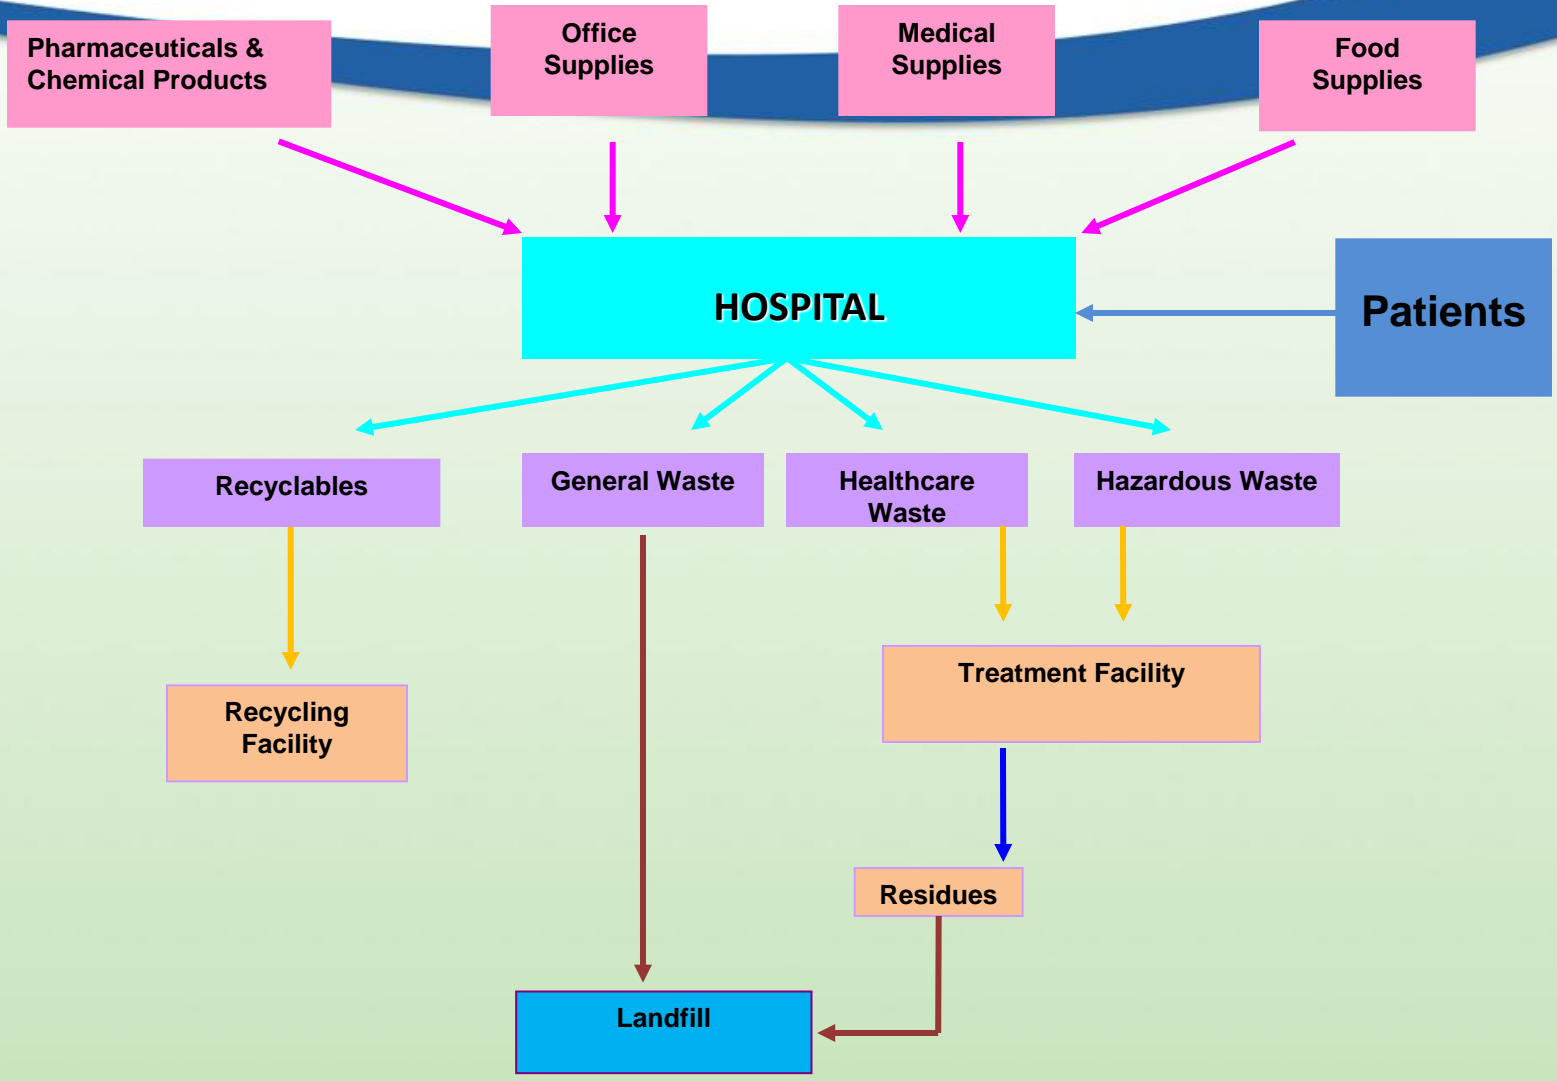 Pharmaceuticals &
Chemical Products
Office
Supplies
Medical
Supplies
Food
Supplies
HOSPITAL
Patients
Recyclables
General Waste
Healthcare
Waste
Hazardous Waste
Recycling
Facility
Treatment Facility
Residues
Landfill